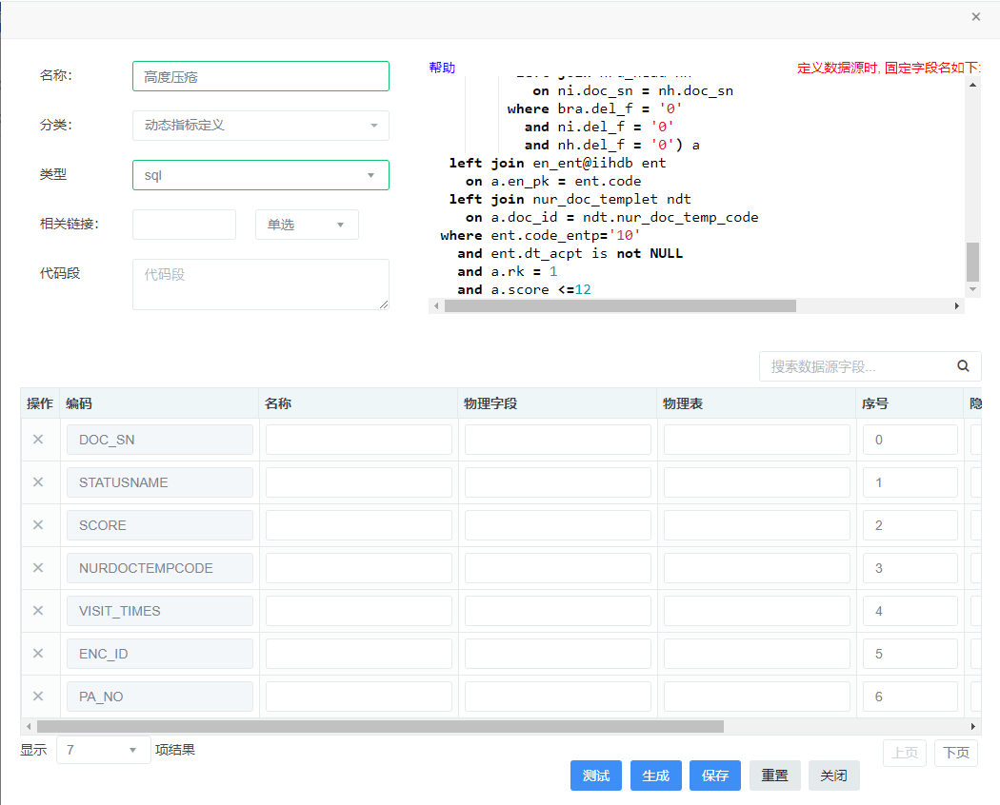 ×
名称:
高度压疮
分类:
动态指标定义
类型
sql
相关链接:
单选
代码段
代码段
帮助
定义数据源时, 固定字段名如下:
on ni.doc_sn = nh.doc_sn
where bra.del_f = '0'
and ni.del_f = '0'
and nh.del_f = '0') a
left join en_ent@iihdb ent
on a.en_pk = ent.code
left join nur_doc_templet ndt
on a.doc_id = ndt.nur_doc_temp_code
where ent.code_entp='10'
and ent.dt_acpt is not NULL
and a.rk = 1
and a.score <=12
搜索数据源字段...
操作 编码 名称 物理字段 物理表 序号 隐
× DOC_SN 0
× STATUSNAME 1
× SCORE 2
× NURDOCTEMPCODE 3
× VISIT_TIMES 4
× ENC_ID 5
× PA_NO 6
显示 7 项结果
上页 下页
测试 生成 保存 重置 关闭